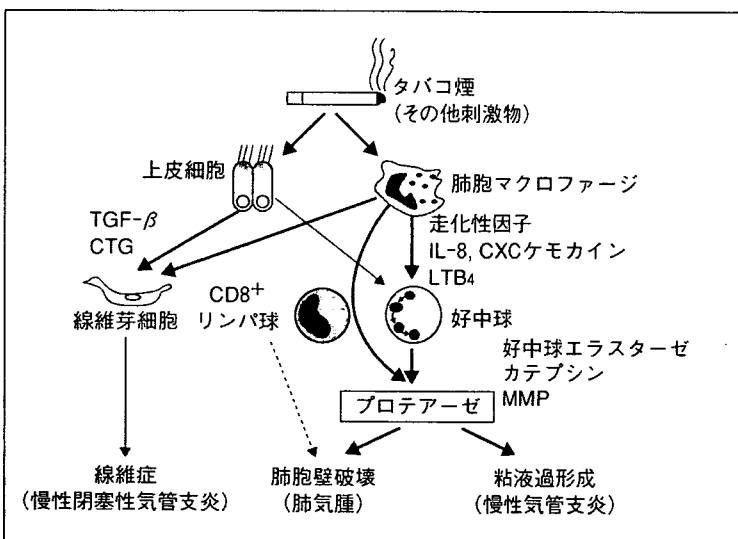 タバコ煙
(その他刺激物)
上皮細胞
肺胞マクロファージ
TGF-β
CTG
走化性因子
IL-8, CXCケモカイン
LTB4
線維芽細胞
CD8+
リンパ球
好中球
好中球エラスターゼ
カテプシン
MMP
プロテアーゼ
線維症
(慢性閉塞性気管支炎)
肺胞壁破壊
(肺気腫)
粘液過形成
(慢性気管支炎)